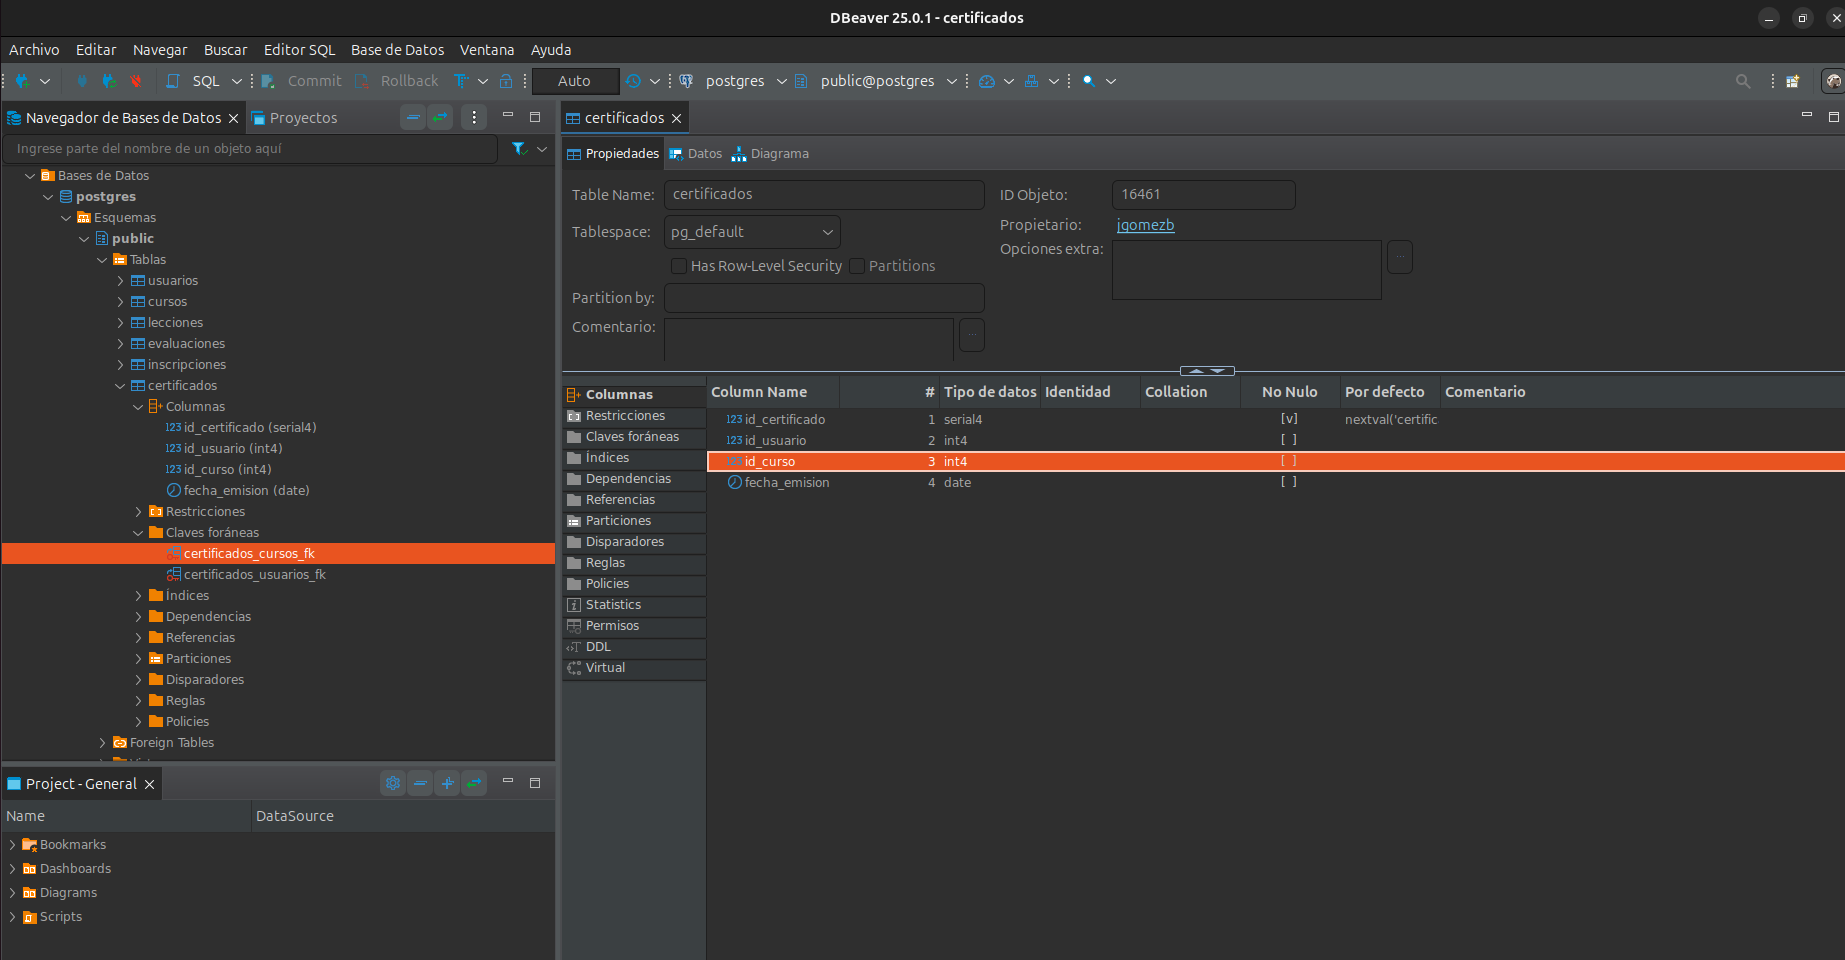 DBeaver 25.0.1 - certificados
Archivo Editar Navegar Buscar Editor SQL Base de Datos Ventana Ayuda
SQL Commit Rollback Auto postgres public@postgres
Navegador de Bases de Datos Proyectos
Ingrese parte del nombre de un objeto aquí
Bases de Datos
postgres
Esquemas
public
Tablas
usuarios
cursos
lecciones
evaluaciones
inscripciones
certificados
Columnas
123 id_certificado (serial4)
123 id_usuario (int4)
123 id_curso (int4)
fecha_emision (date)
Restricciones
Claves foráneas
certificados_cursos_fk
certificados_usuarios_fk
Índices
Dependencias
Referencias
Particiones
Disparadores
Reglas
Policies
Foreign Tables
Project - General
Name DataSource
Bookmarks
Dashboards
Diagrams
Scripts
certificados
Propiedades Datos Diagrama
Table Name: certificados
Tablespace: pg_default
Has Row-Level Security Partitions
Partition by:
Comentario: ...
ID Objeto: 16461
Propietario: jgomezb
Opciones extra: ...
Columnas
Restricciones
Claves foráneas
Índices
Dependencias
Referencias
Particiones
Disparadores
Reglas
Policies
Statistics
Permisos
DDL
Virtual
Column Name # Tipo de datos Identidad Collation No Nulo Por defecto Comentario
123 id_certificado 1 serial4 [v] nextval('certific
123 id_usuario 2 int4 [ ]
123 id_curso 3 int4 [ ]
fecha_emision 4 date [ ]